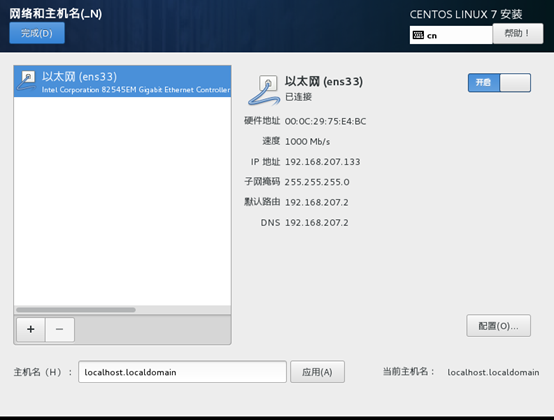 网络和主机名(_N)
完成(D)
CENTOS LINUX 7 安装
cn
帮助！
以太网 (ens33)
Intel Corporation 82545EM Gigabit Ethernet Controller
以太网 (ens33)
已连接
开启
硬件地址 00:0C:29:75:E4:BC
速度 1000 Mb/s
IP 地址 192.168.207.133
子网掩码 255.255.255.0
默认路由 192.168.207.2
DNS 192.168.207.2
+ −
配置(O)...
主机名（H）： localhost.localdomain 应用(A) 当前主机名： localhost.localdomain